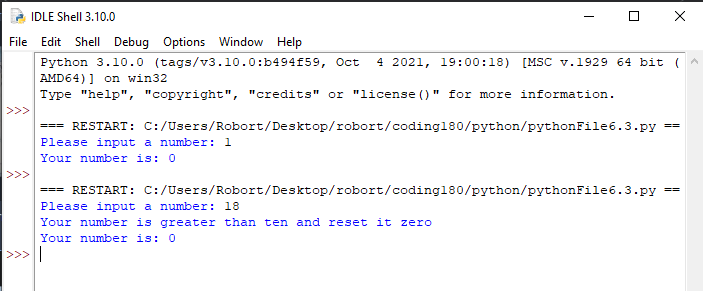 IDLE Shell 3.10.0
File Edit Shell Debug Options Window Help
Python 3.10.0 (tags/v3.10.0:b494f59, Oct  4 2021, 19:00:18) [MSC v.1929 64 bit (
AMD64)] on win32
Type "help", "copyright", "credits" or "license()" for more information.
>>>
=== RESTART: C:/Users/Robort/Desktop/robort/coding180/python/pythonFile6.3.py ==
Please input a number: 1
Your number is: 0
>>>
=== RESTART: C:/Users/Robort/Desktop/robort/coding180/python/pythonFile6.3.py ==
Please input a number: 18
Your number is greater than ten and reset it zero
Your number is: 0
>>>